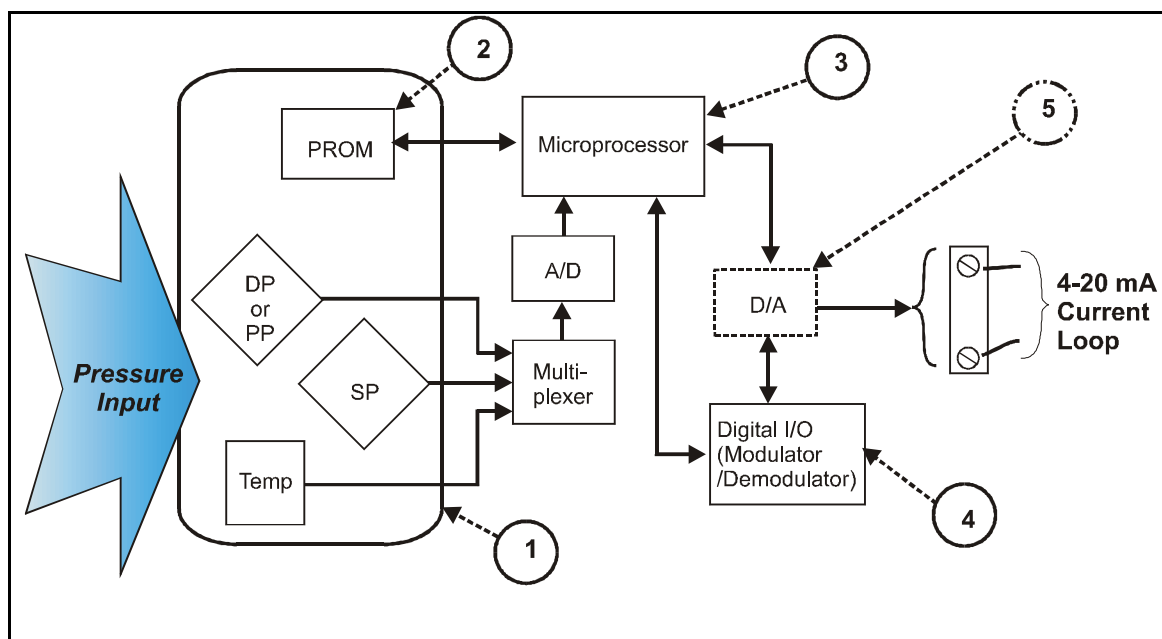 2
3
5
PROM
Microprocessor
DP
or
PP
A/D
D/A
4-20 mA
Current
Loop
Pressure
Input
SP
Multi-
plexer
Digital I/O
(Modulator
/Demodulator)
Temp
1
4